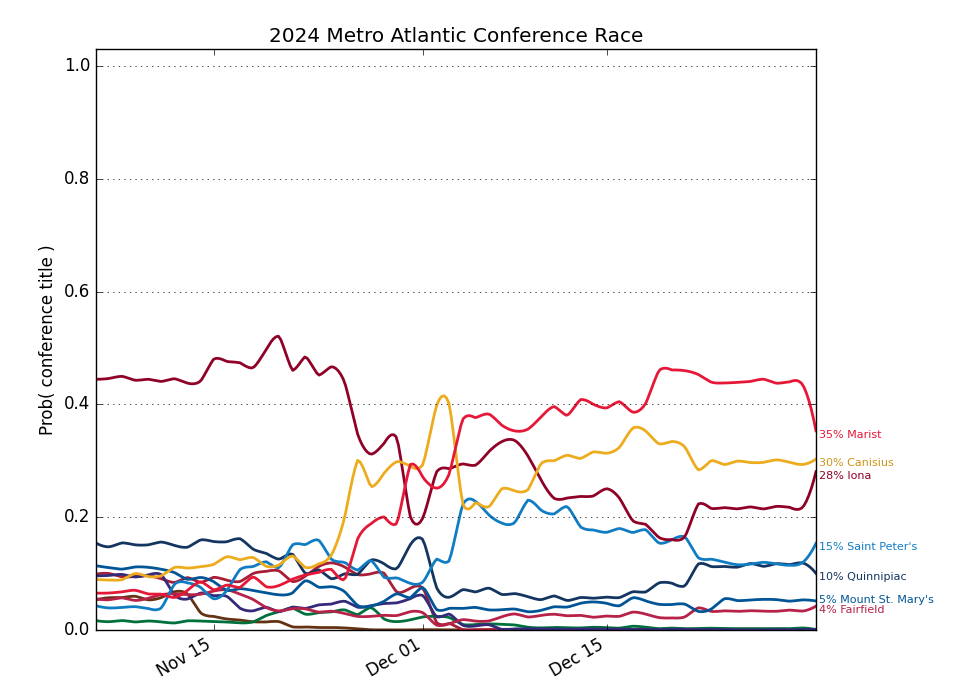 2024 Metro Atlantic Conference Race
Prob( conference title )
1.0
0.8
0.6
0.4
0.2
0.0
Nov 15
Dec 01
Dec 15
35% Marist
30% Canisius
28% Iona
15% Saint Peter's
10% Quinnipiac
5% Mount St. Mary's
4% Fairfield